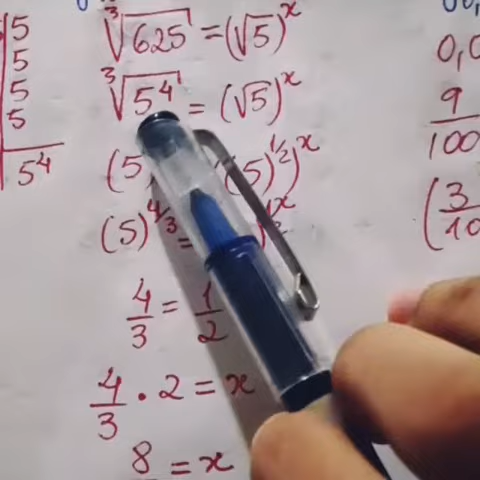 5
5
5
5
5⁴
∛625 = (√5)ˣ
∛5⁴ = (√5)ˣ
(5 (5)^½)ˣ
(5)^4/3 = x
4/3 = 1/2
4/3 · 2 = x
8 = x
0,0
9/100
(3/10